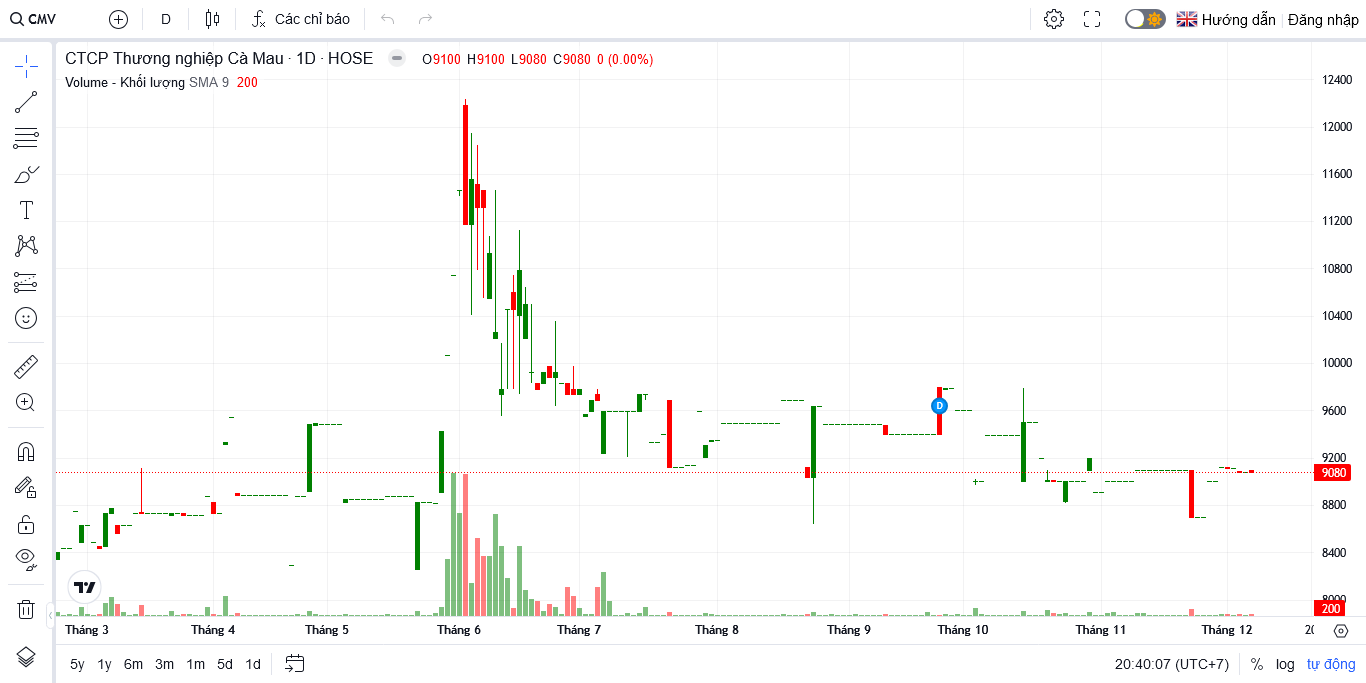 CMV D Các chỉ báo Hướng dẫn Đăng nhập
CTCP Thương nghiệp Cà Mau · 1D · HOSE O9100 H9100 L9080 C9080 0 (0.00%)
Volume - Khối lượng SMA 9 200
12400
12000
11600
11200
10800
10400
10000
9600
D
9200
9080
8800
8400
8000
200
Tháng 3 Tháng 4 Tháng 5 Tháng 6 Tháng 7 Tháng 8 Tháng 9 Tháng 10 Tháng 11 Tháng 12 20
5y 1y 6m 3m 1m 5d 1d 20:40:07 (UTC+7) % log tự động